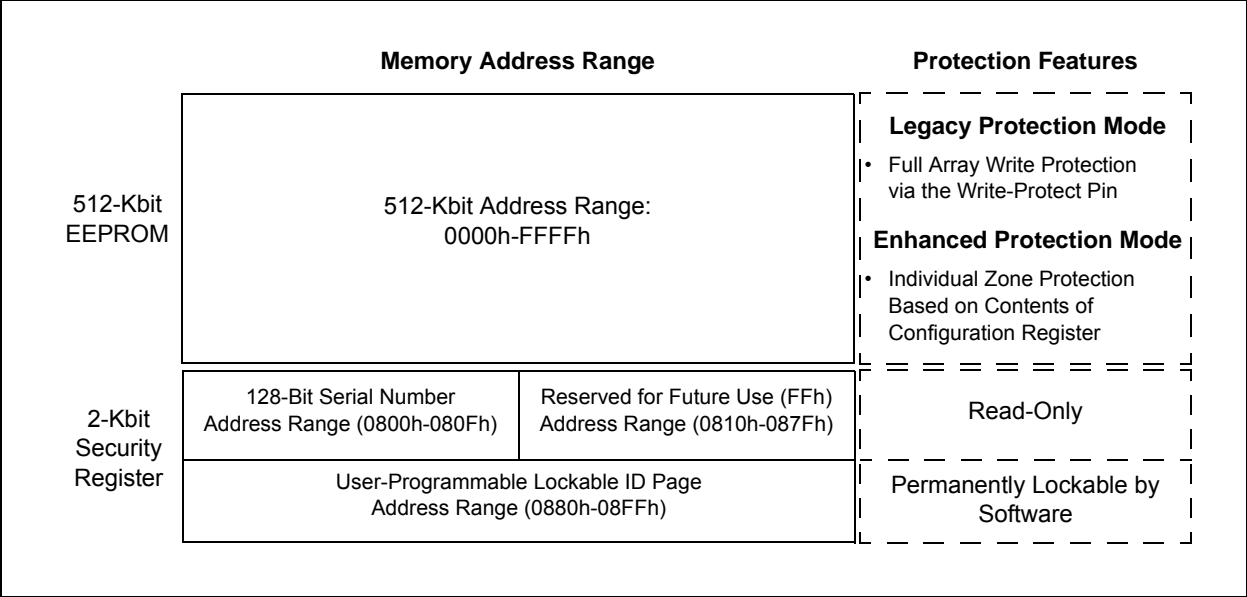 Memory Address Range
Protection Features
512-Kbit
EEPROM
512-Kbit Address Range:
0000h-FFFFh
Legacy Protection Mode
• Full Array Write Protection
via the Write-Protect Pin
Enhanced Protection Mode
• Individual Zone Protection
Based on Contents of
Configuration Register
2-Kbit
Security
Register
128-Bit Serial Number
Address Range (0800h-080Fh)
Reserved for Future Use (FFh)
Address Range (0810h-087Fh)
Read-Only
User-Programmable Lockable ID Page
Address Range (0880h-08FFh)
Permanently Lockable by
Software